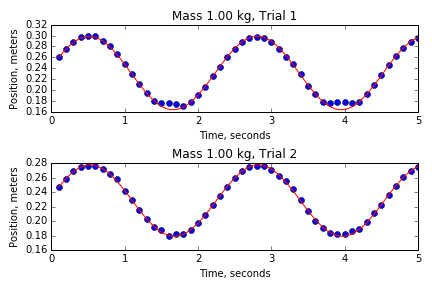 Mass 1.00 kg, Trial 1
0.32
0.30
0.28
0.26
0.24
0.22
0.20
0.18
0.16
Position, meters
0 1 2 3 4 5
Time, seconds
Mass 1.00 kg, Trial 2
0.28
0.26
0.24
0.22
0.20
0.18
0.16
Position, meters
0 1 2 3 4 5
Time, seconds